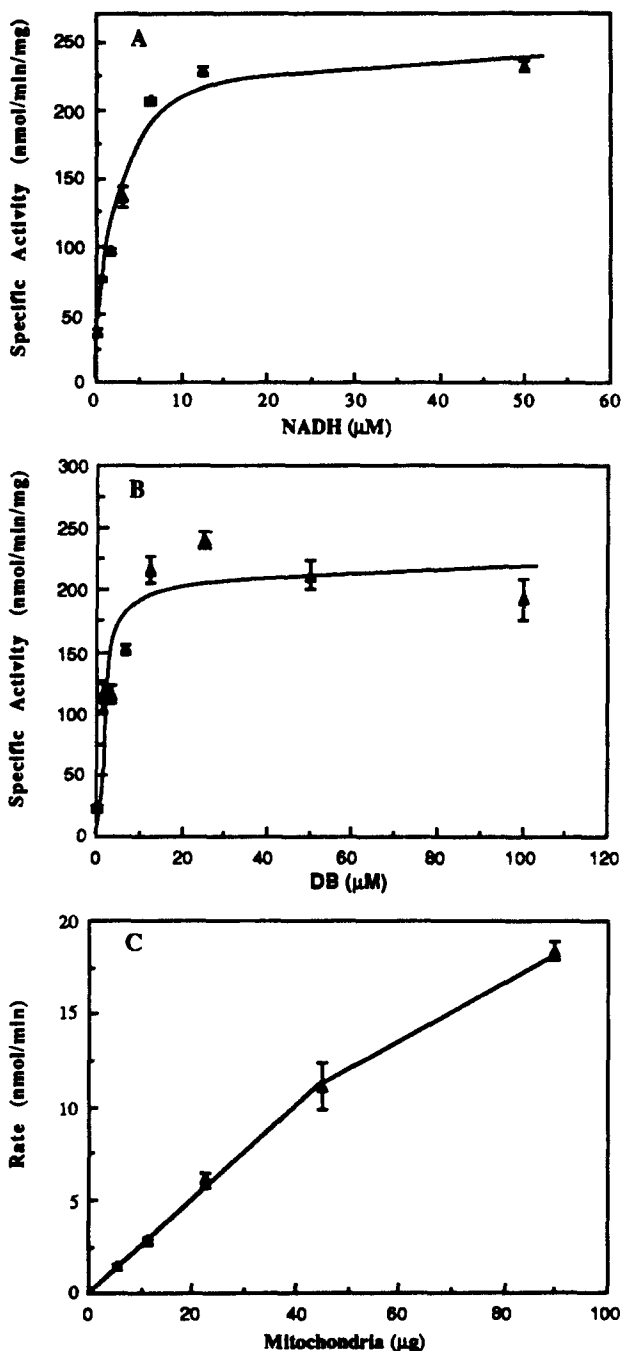 A
Specific Activity (nmol/min/mg)
250
200
150
100
50
0
0 10 20 30 40 50 60
NADH (µM)
B
Specific Activity (nmol/min/mg)
300
250
200
150
100
50
0
0 20 40 60 80 100 120
DB (µM)
C
Rate (nmol/min)
20
15
10
5
0
0 20 40 60 80 100
Mitochondria (µg)